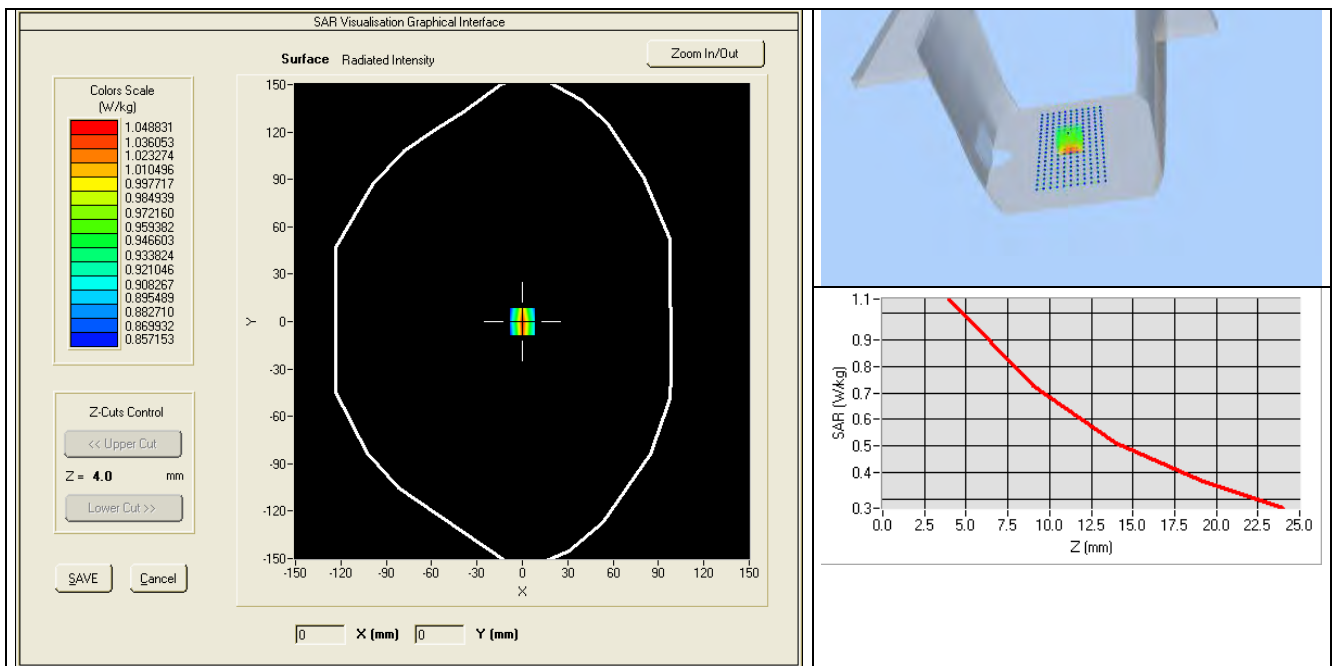 SAR Visualisation Graphical Interface
Surface Radiated Intensity
Zoom In/Out
Colors Scale
(W/kg)
1.048831
1.036053
1.023274
1.010496
0.997717
0.984939
0.972160
0.959382
0.946603
0.933824
0.921046
0.908267
0.895489
0.882710
0.869932
0.857153
Z-Cuts Control
<< Upper Cut
Z = 4.0 mm
Lower Cut >>
SAVE Cancel
150
120
90
60
30
0
-30
-60
-90
-120
-150
Y
-150 -120 -90 -60 -30 0 30 60 90 120 150
X
0 X (mm) 0 Y (mm)
1.1
0.9
0.8
0.7
0.5
0.4
0.3
SAR (W/kg)
0.0 2.5 5.0 7.5 10.0 12.5 15.0 17.5 20.0 22.5 25.0
Z (mm)